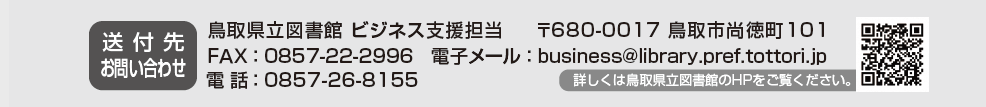 送付先
お問い合わせ
鳥取県立図書館 ビジネス支援担当 〒680-0017 鳥取市尚徳町101
FAX：0857-22-2996 電子メール：business@library.pref.tottori.jp
電話：0857-26-8155
詳しくは鳥取県立図書館のHPをご覧ください。